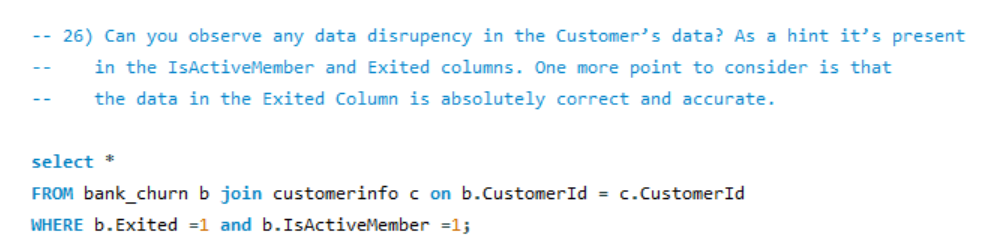 -- 26) Can you observe any data disrupency in the Customer’s data? As a hint it’s present
-- in the IsActiveMember and Exited columns. One more point to consider is that
-- the data in the Exited Column is absolutely correct and accurate.
select *
FROM bank_churn b join customerinfo c on b.CustomerId = c.CustomerId
WHERE b.Exited =1 and b.IsActiveMember =1;